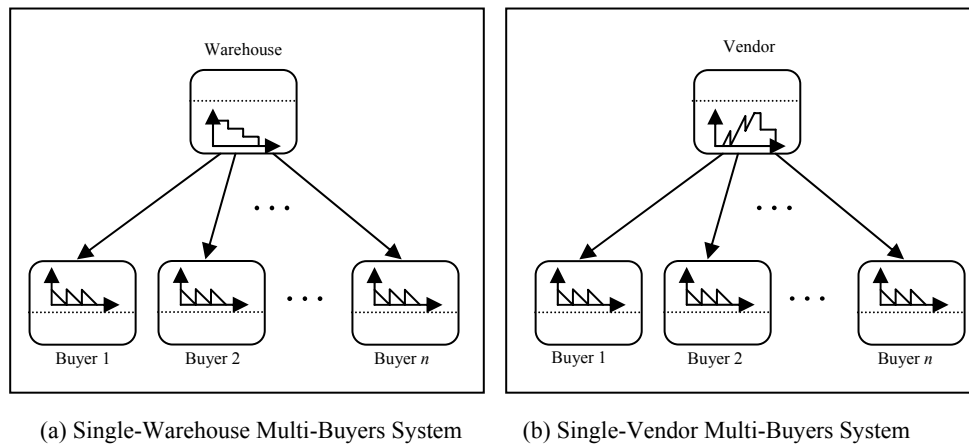 Warehouse
. . .
. . .
Buyer 1
Buyer 2
Buyer n
(a) Single-Warehouse Multi-Buyers System
Vendor
. . .
. . .
Buyer 1
Buyer 2
Buyer n
(b) Single-Vendor Multi-Buyers System